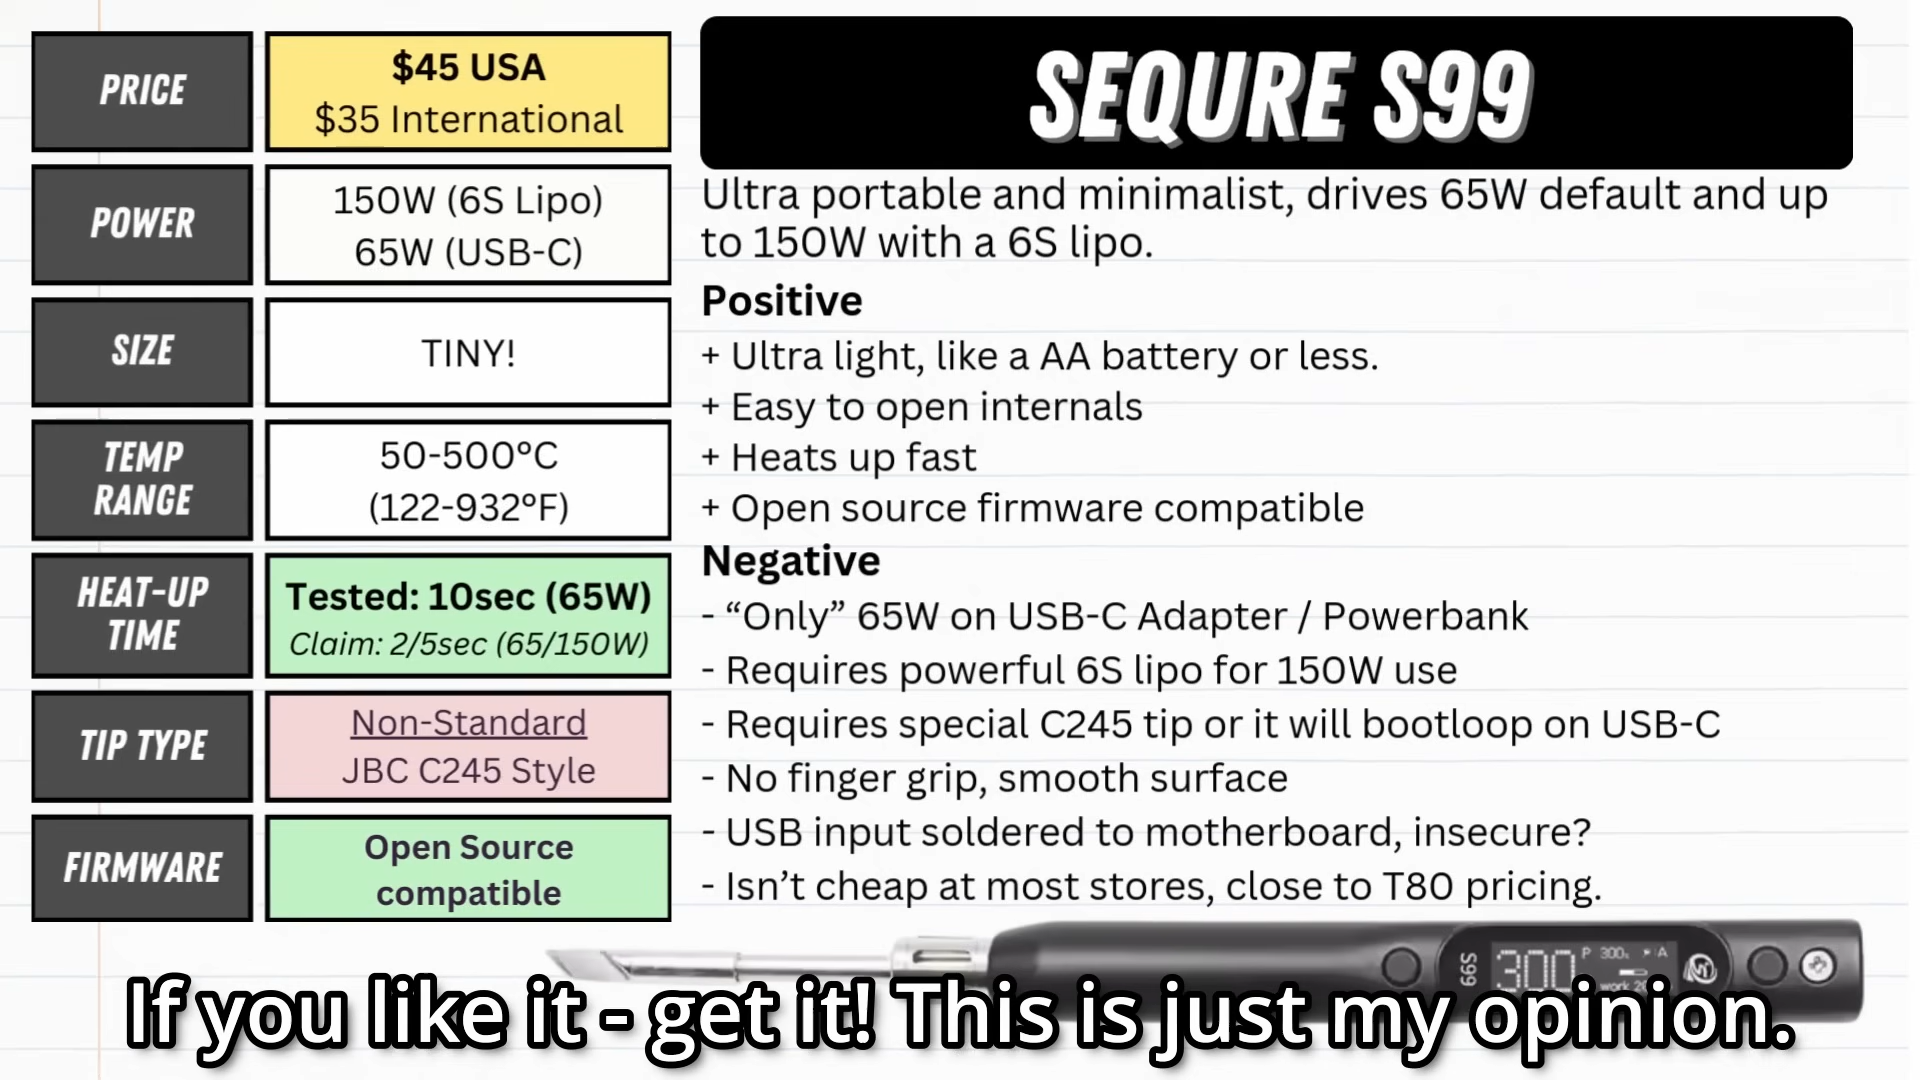 PRICE
$45 USA
$35 International
POWER
150W (6S Lipo)
65W (USB-C)
SIZE
TINY!
TEMP
RANGE
50-500°C
(122-932°F)
HEAT-UP
TIME
Tested: 10sec (65W)
Claim: 2/5sec (65/150W)
TIP TYPE
Non-Standard
JBC C245 Style
FIRMWARE
Open Source
compatible
SEQURE S99
Ultra portable and minimalist, drives 65W default and up
to 150W with a 6S lipo.
Positive
+ Ultra light, like a AA battery or less.
+ Easy to open internals
+ Heats up fast
+ Open source firmware compatible
Negative
- “Only” 65W on USB-C Adapter / Powerbank
- Requires powerful 6S lipo for 150W use
- Requires special C245 tip or it will bootloop on USB-C
- No finger grip, smooth surface
- USB input soldered to motherboard, insecure?
- Isn’t cheap at most stores, close to T80 pricing.
S99
300
P 300
A
work
If you like it - get it! This is just my opinion.